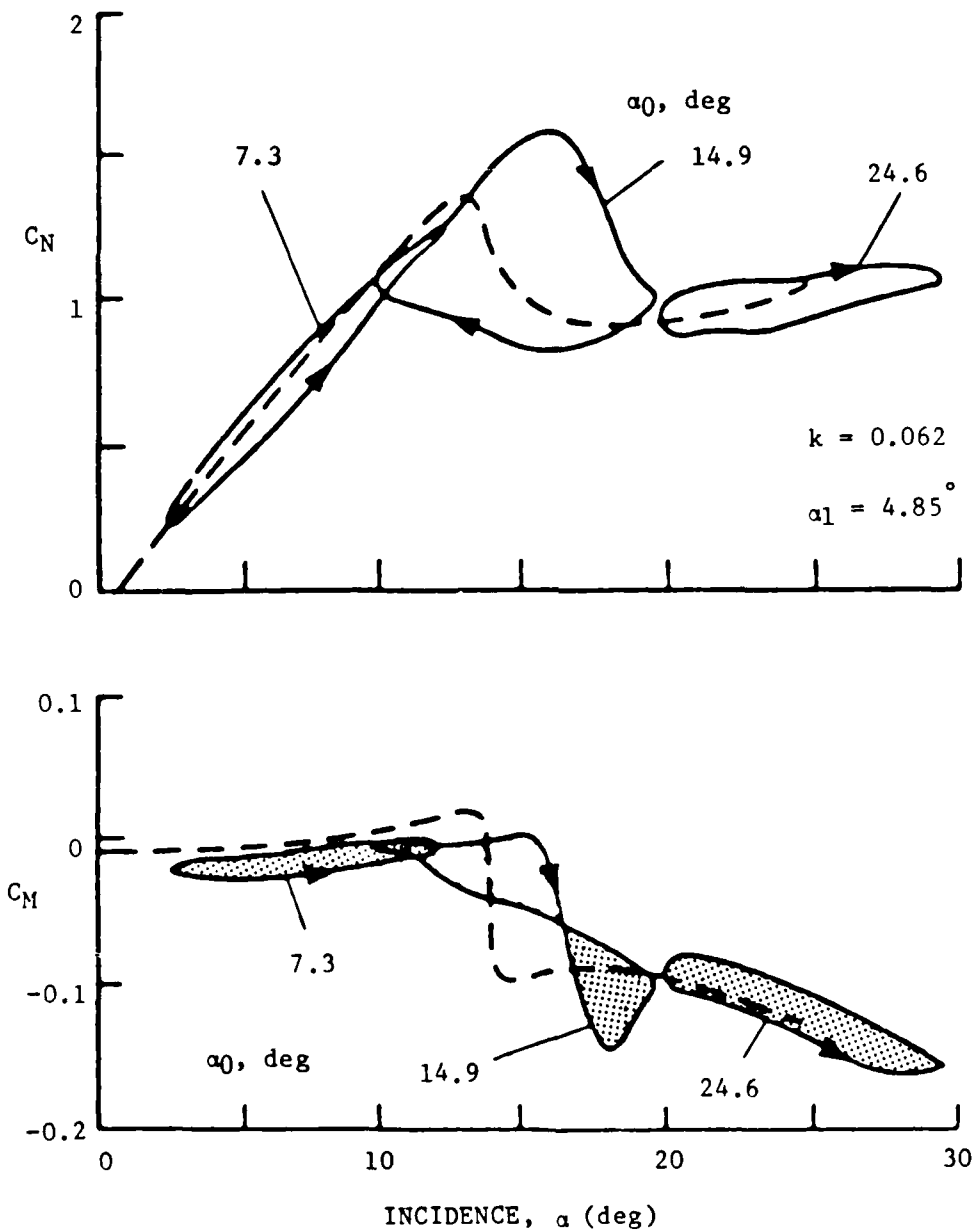 2
α0, deg
7.3
14.9
24.6
CN
1
k = 0.062
α1 = 4.85°
0
0.1
0
CM
7.3
-0.1
α0, deg
14.9
24.6
-0.2
0
10
20
30
INCIDENCE, α (deg)